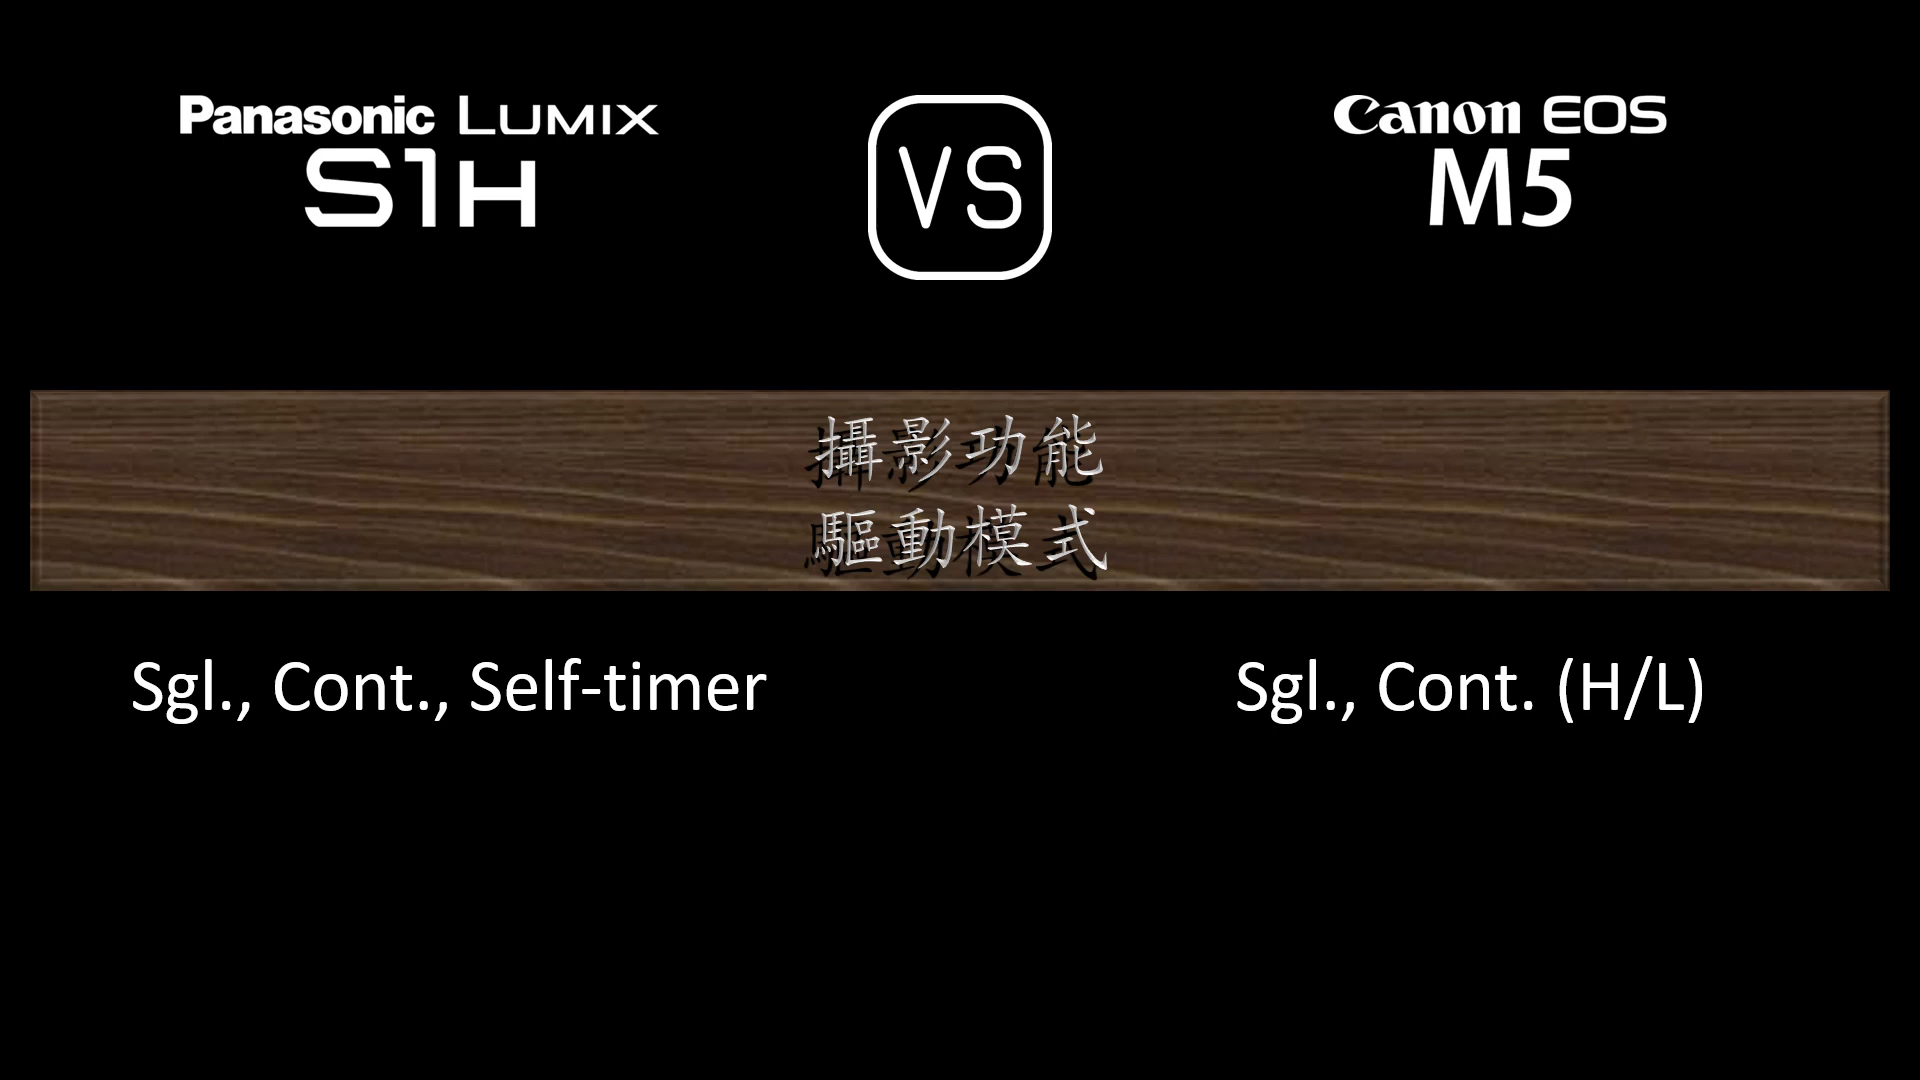 Panasonic LUMIX
S1H
VS
Canon EOS
M5
攝影功能
驅動模式
Sgl., Cont., Self-timer
Sgl., Cont. (H/L)